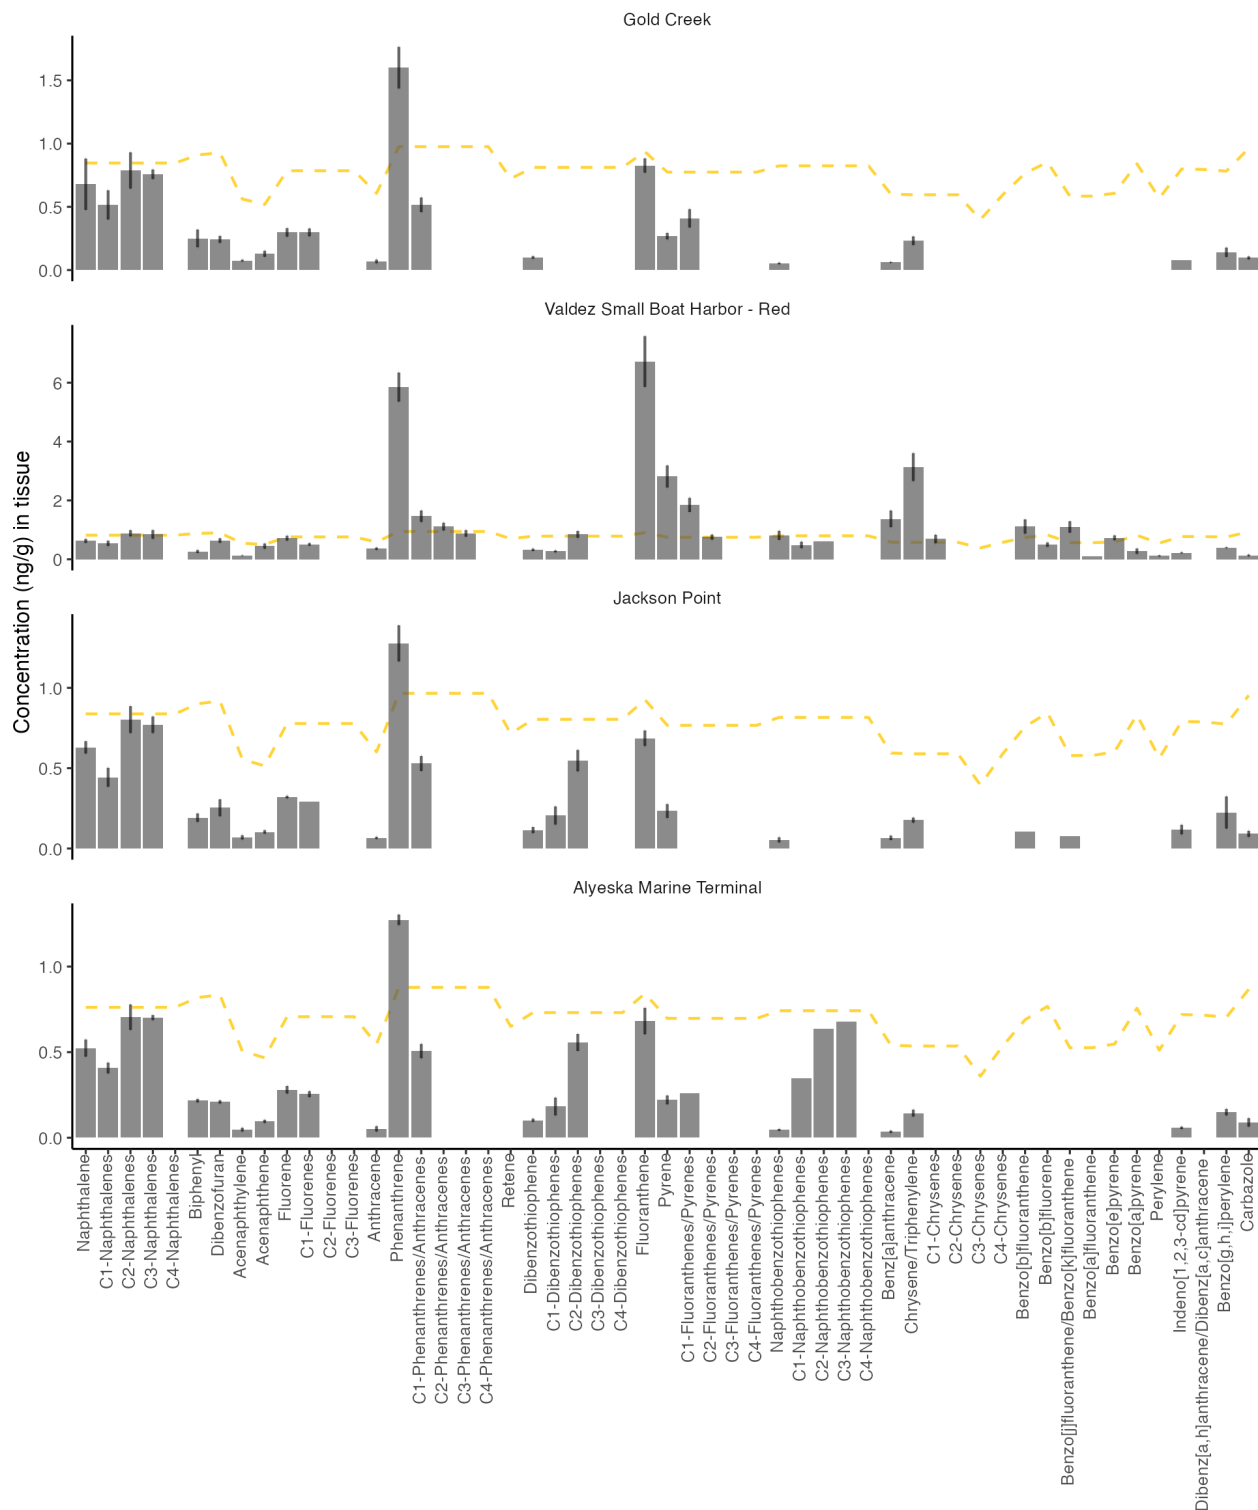 Gold Creek
1.5
1.0
0.5
0.0
Valdez Small Boat Harbor - Red
6
4
2
0
Concentration (ng/g) in tissue
Jackson Point
1.0
0.5
0.0
Alyeska Marine Terminal
1.0
0.5
0.0
Naphthalene
C1-Naphthalenes
C2-Naphthalenes
C3-Naphthalenes
C4-Naphthalenes
Biphenyl
Dibenzofuran
Acenaphthylene
Acenaphthene
Fluorene
C1-Fluorenes
C2-Fluorenes
C3-Fluorenes
Anthracene
Phenanthrene
C1-Phenanthrenes/Anthracenes
C2-Phenanthrenes/Anthracenes
C3-Phenanthrenes/Anthracenes
C4-Phenanthrenes/Anthracenes
Retene
Dibenzothiophene
C1-Dibenzothiophenes
C2-Dibenzothiophenes
C3-Dibenzothiophenes
C4-Dibenzothiophenes
Fluoranthene
Pyrene
C1-Fluoranthenes/Pyrenes
C2-Fluoranthenes/Pyrenes
C3-Fluoranthenes/Pyrenes
C4-Fluoranthenes/Pyrenes
Naphthobenzothiophenes
C1-Naphthobenzothiophenes
C2-Naphthobenzothiophenes
C3-Naphthobenzothiophenes
C4-Naphthobenzothiophenes
Benz[a]anthracene
Chrysene/Triphenylene
C1-Chrysenes
C2-Chrysenes
C3-Chrysenes
C4-Chrysenes
Benzo[b]fluoranthene
Benzo[b]fluorene
Benzo[j]fluoranthene/Benzo[k]fluoranthene
Benzo[a]fluoranthene
Benzo[e]pyrene
Benzo[a]pyrene
Perylene
Indeno[1,2,3-cd]pyrene
Dibenz[a,h]anthracene/Dibenz[a,c]anthracene
Benzo[g,h,i]perylene
Carbazole